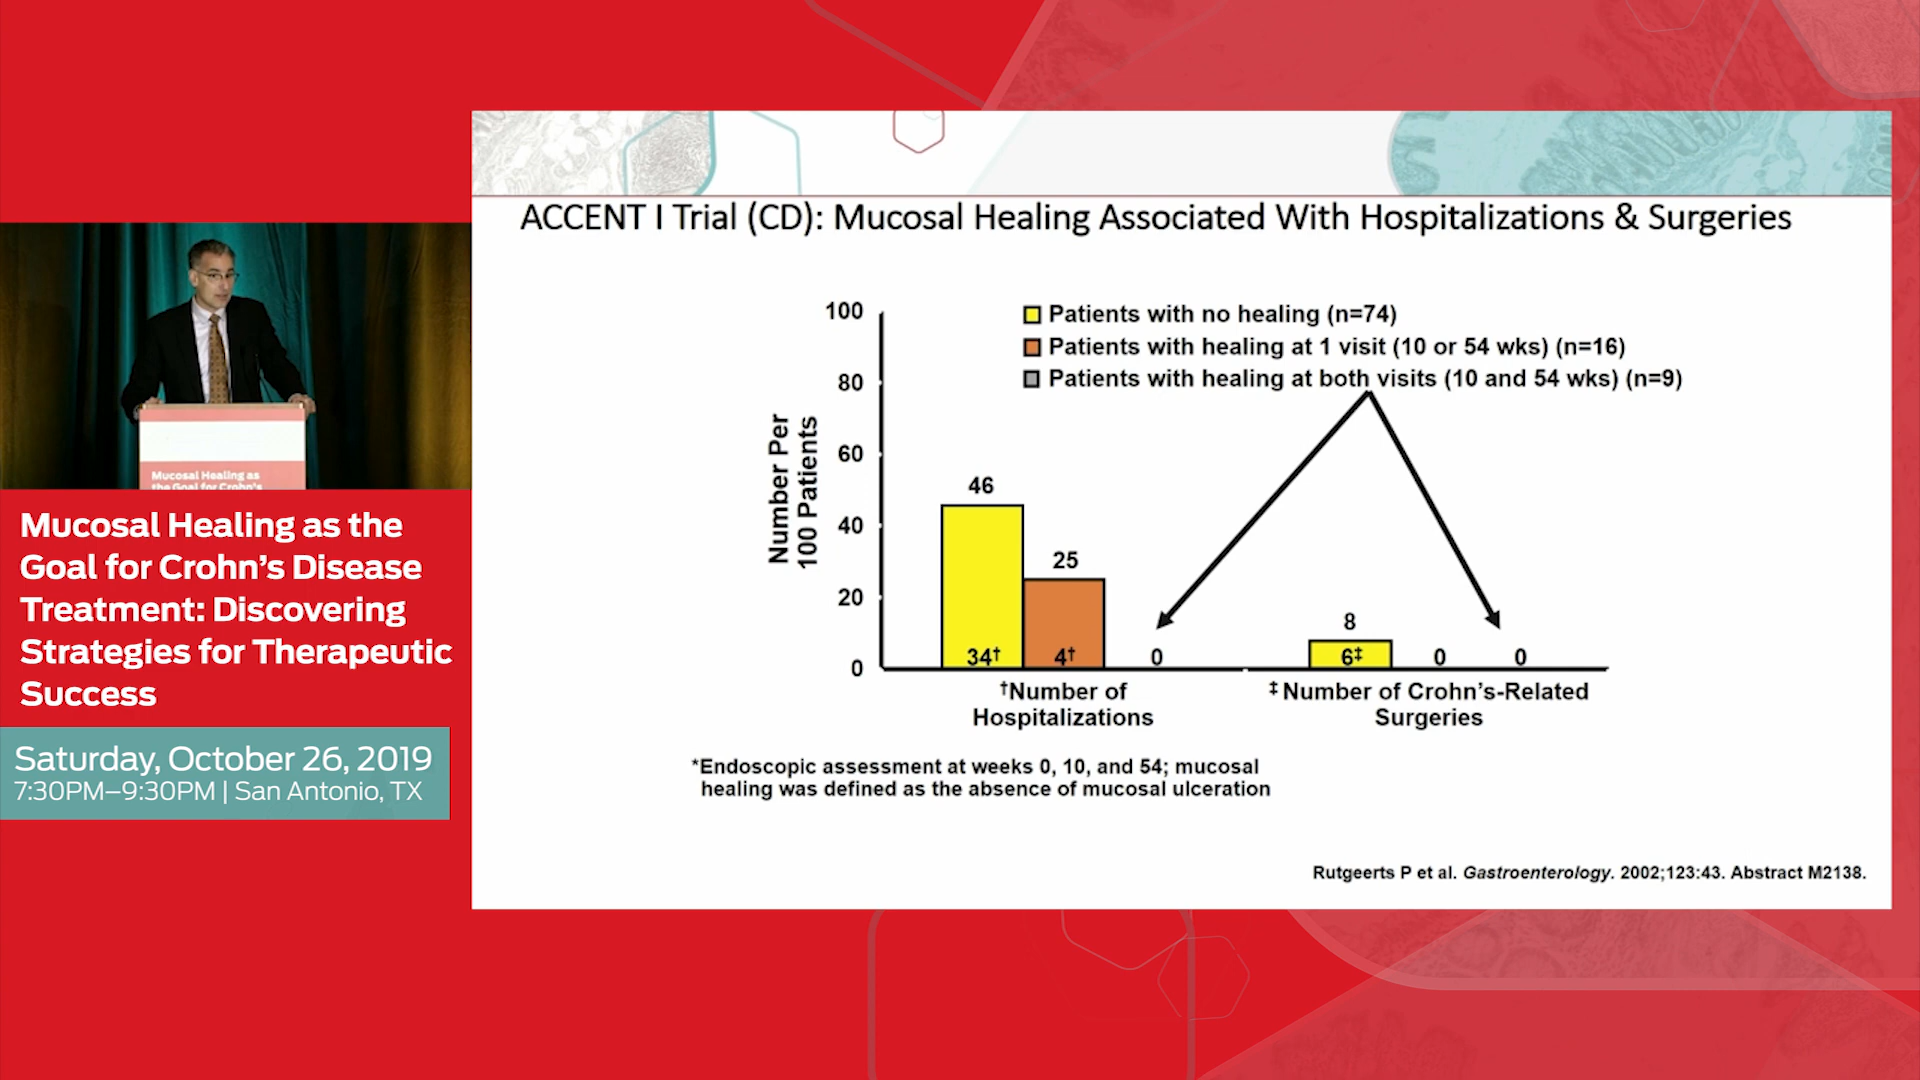 ACCENT I Trial (CD): Mucosal Healing Associated With Hospitalizations & Surgeries
100
80
60
40
20
0
Number Per
100 Patients
Patients with no healing (n=74)
Patients with healing at 1 visit (10 or 54 wks) (n=16)
Patients with healing at both visits (10 and 54 wks) (n=9)
46
25
34†
4†
0
8
6‡
0
0
†Number of
Hospitalizations
‡Number of Crohn's-Related
Surgeries
*Endoscopic assessment at weeks 0, 10, and 54; mucosal
healing was defined as the absence of mucosal ulceration
Rutgeerts P et al. Gastroenterology. 2002;123:43. Abstract M2138.
Mucosal Healing as
the Goal for Crohn's
Mucosal Healing as the
Goal for Crohn's Disease
Treatment: Discovering
Strategies for Therapeutic
Success
Saturday, October 26, 2019
7:30PM–9:30PM | San Antonio, TX